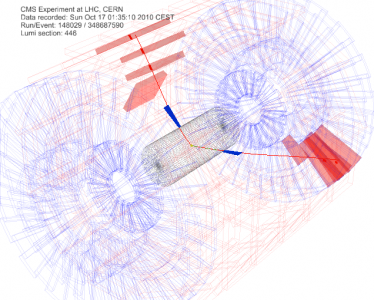 CMS Experiment at LHC, CERN
Data recorded: Sun Oct 17 01:35:10 2010 CEST
Run/Event: 148029 / 348687590
Lumi section: 446